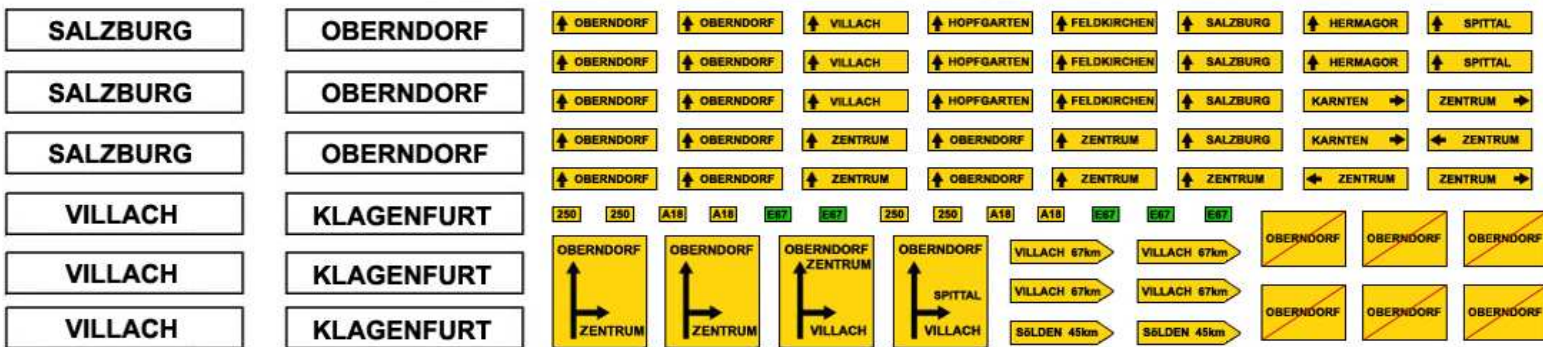 SALZBURG
SALZBURG
SALZBURG
VILLACH
VILLACH
VILLACH
OBERNDORF
OBERNDORF
OBERNDORF
KLAGENFURT
KLAGENFURT
KLAGENFURT
OBERNDORF OBERNDORF VILLACH HOPFGARTEN FELDKIRCHEN SALZBURG HERMAGOR SPITTAL
OBERNDORF OBERNDORF VILLACH HOPFGARTEN FELDKIRCHEN SALZBURG HERMAGOR SPITTAL
OBERNDORF OBERNDORF VILLACH HOPFGARTEN FELDKIRCHEN SALZBURG KARNTEN ZENTRUM
OBERNDORF OBERNDORF ZENTRUM OBERNDORF ZENTRUM SALZBURG KARNTEN ZENTRUM
OBERNDORF OBERNDORF ZENTRUM OBERNDORF ZENTRUM ZENTRUM ZENTRUM ZENTRUM
250 250 A18 A18 E67 E67 250 250 A18 A18 E67 E67 E67
OBERNDORF
ZENTRUM
OBERNDORF
ZENTRUM
OBERNDORF
ZENTRUM
VILLACH
OBERNDORF
SPITTAL
VILLACH
VILLACH 67km VILLACH 67km
VILLACH 67km VILLACH 67km
SöLDEN 45km SöLDEN 45km
OBERNDORF OBERNDORF OBERNDORF
OBERNDORF OBERNDORF OBERNDORF